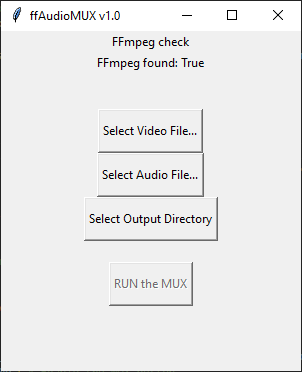 ffAudioMUX v1.0
FFmpeg check
FFmpeg found: True
Select Video File...
Select Audio File...
Select Output Directory
RUN the MUX